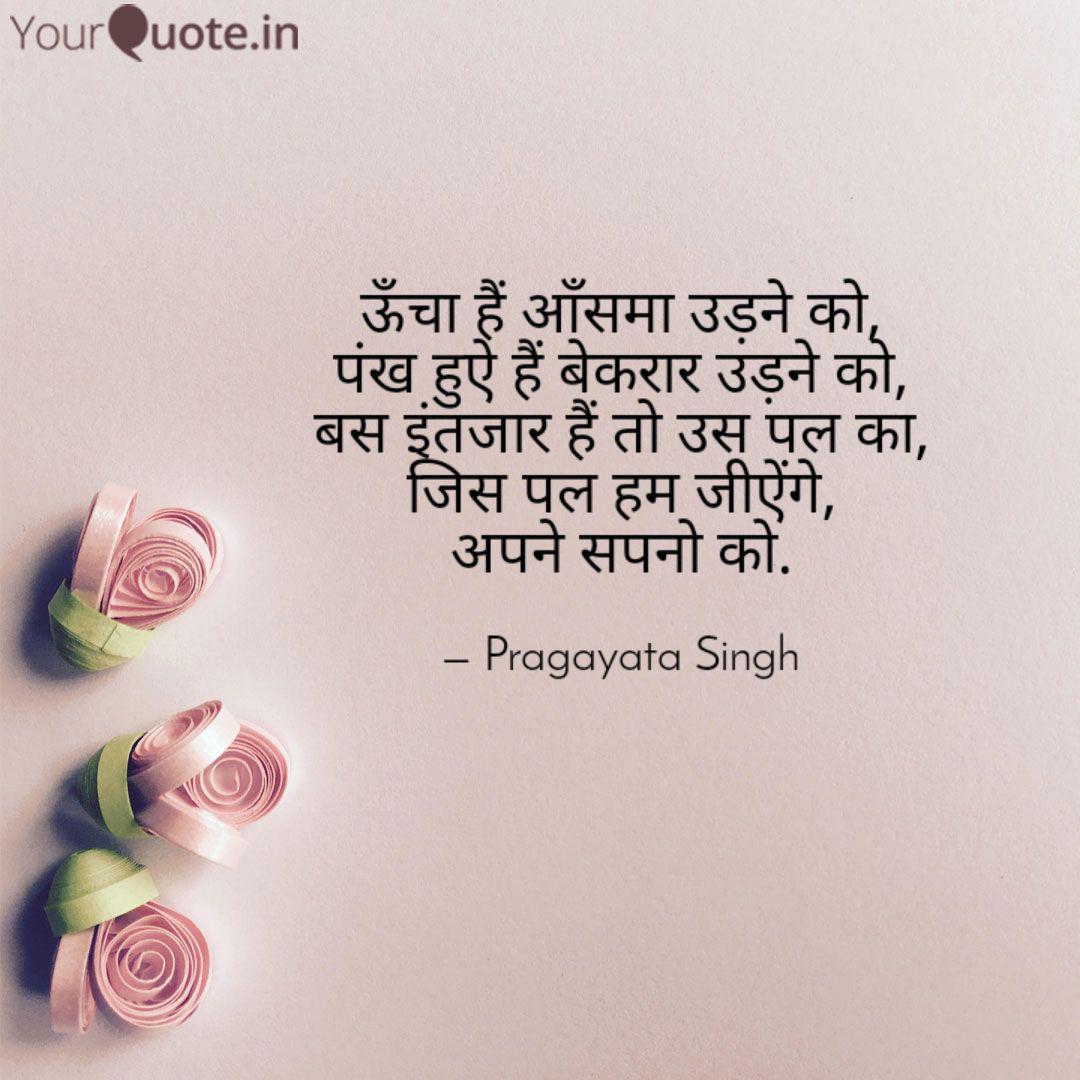 YourQuote.in
ऊँचा हैं आँसमा उड़ने को,
पंख हुऐ हैं बेकरार उड़ने को,
बस इंतजार हैं तो उस पल का,
जिस पल हम जीऐंगे,
अपने सपनो को.
– Pragayata Singh